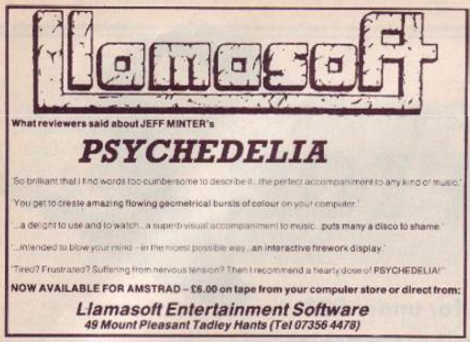 Llamasoft
What reviewers said about JEFF MINTER's
PSYCHEDELIA
'So brilliant that I find words too cumbersome to describe it...the perfect accompaniment to any kind of music.'
'You get to create amazing flowing geometrical bursts of colour on your computer.'
'...a delight to use and to watch...a superb visual accompaniment to music...puts many a disco to shame.'
'...intended to blow your mind - in the nicest possible way...an interactive firework display.'
'Tired? Frustrated? Suffering from nervous tension? Then I recommend a hearty dose of PSYCHEDELIA!'
NOW AVAILABLE FOR AMSTRAD – £6.00 on tape from your computer store or direct from:
Llamasoft Entertainment Software
49 Mount Pleasant Tadley Hants (Tel 07356 4478)